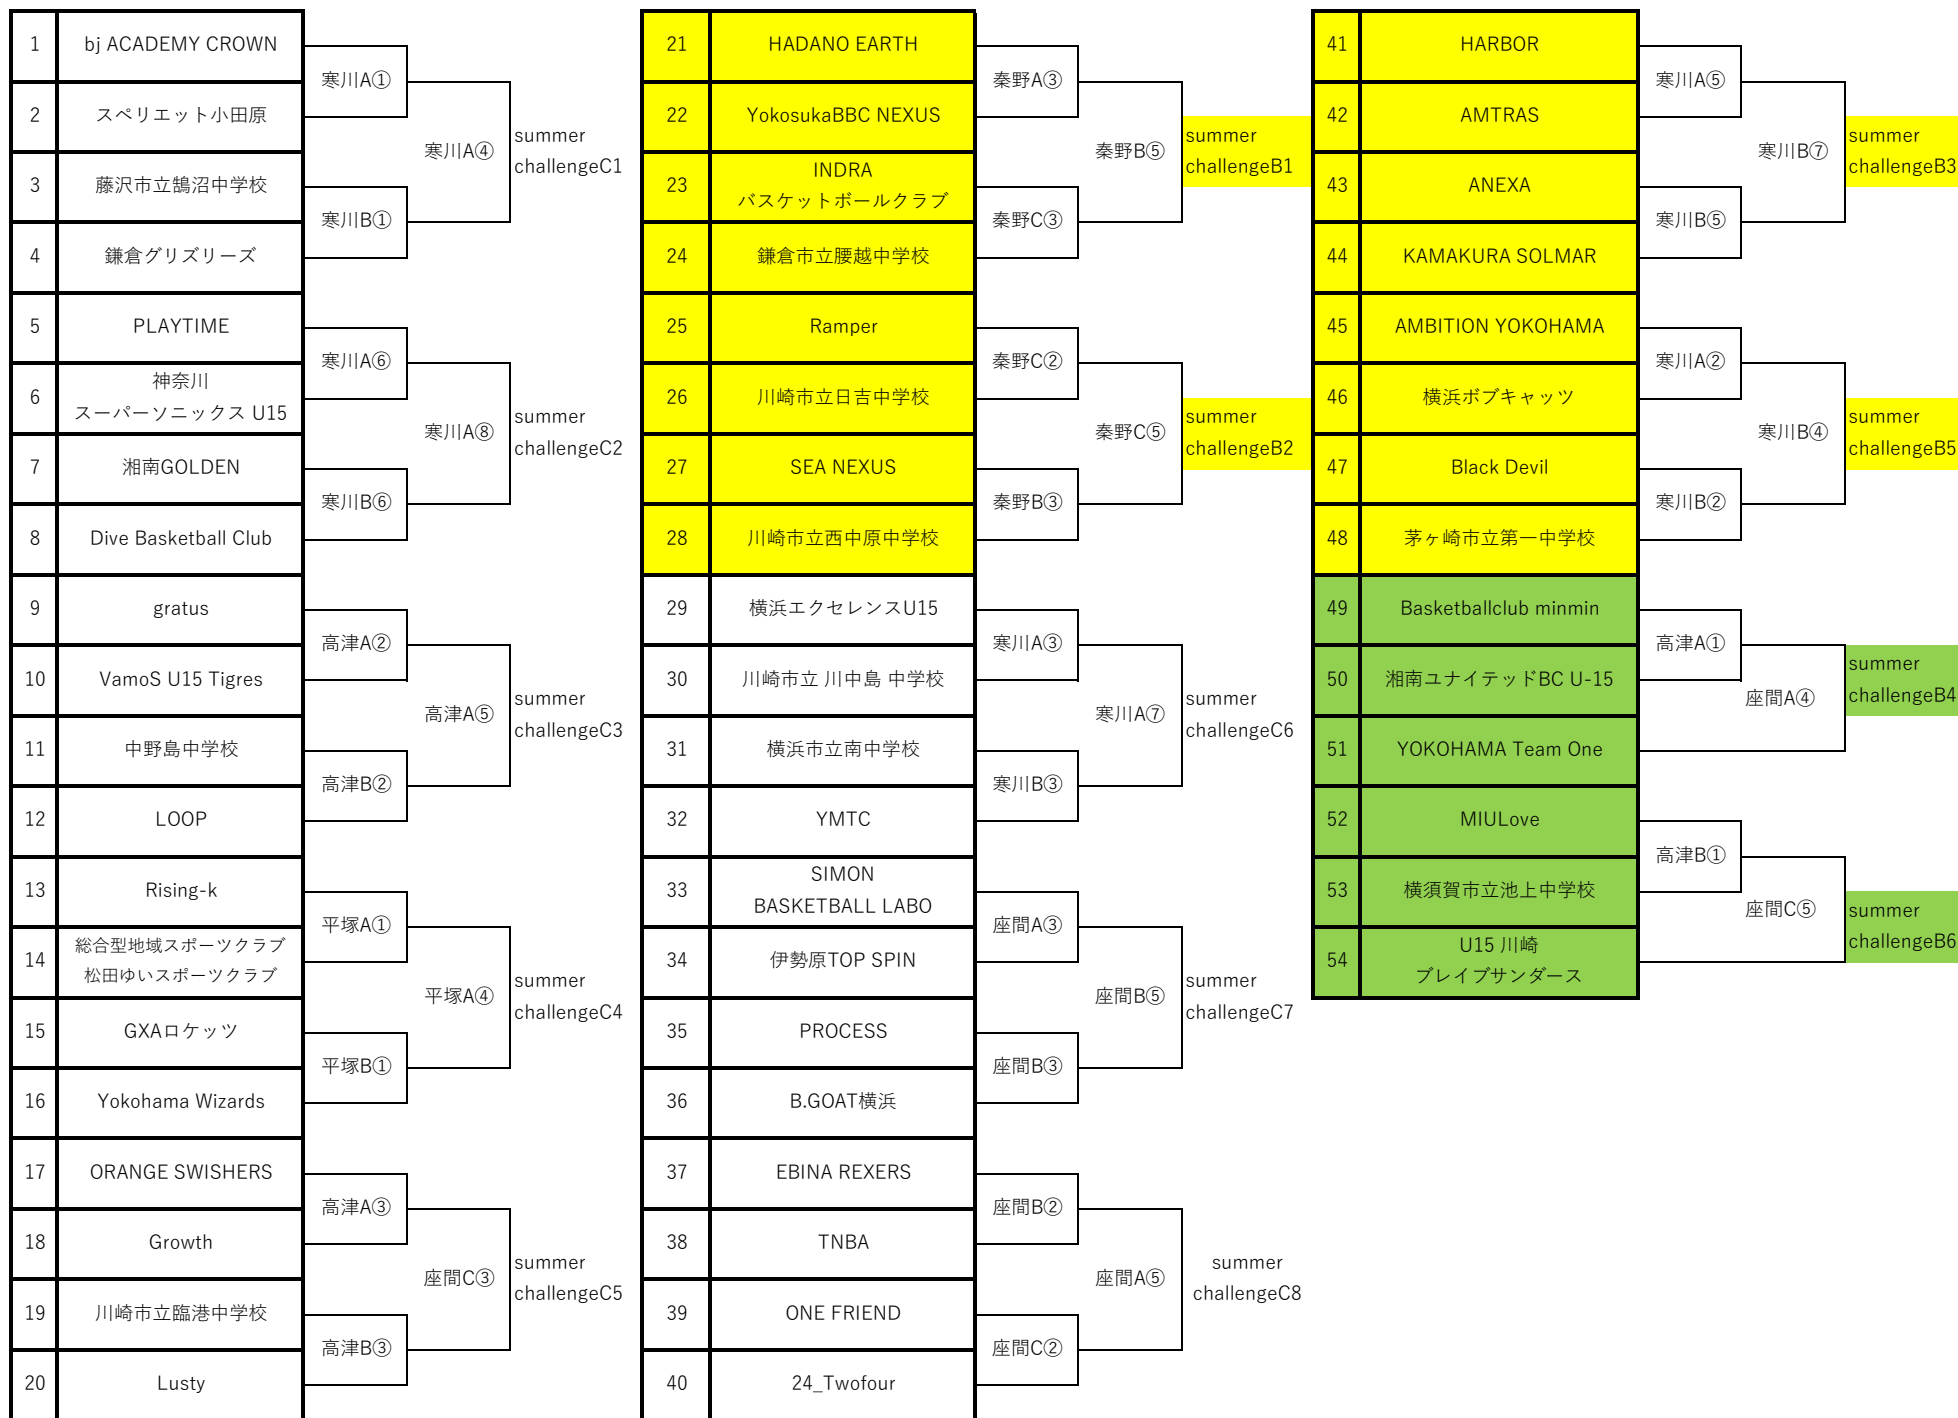 1 bj ACADEMY CROWN
寒川A①
2 スペリエット小田原
寒川A④
summer
challengeC1
3 藤沢市立鵠沼中学校
寒川B①
4 鎌倉グリズリーズ
5 PLAYTIME
寒川A⑥
6 神奈川
スーパーソニックス U15
寒川A⑧
summer
challengeC2
7 湘南GOLDEN
寒川B⑥
8 Dive Basketball Club
9 gratus
高津A②
10 VamoS U15 Tigres
高津A⑤
summer
challengeC3
11 中野島中学校
高津B②
12 LOOP
13 Rising-k
平塚A①
14 総合型地域スポーツクラブ
松田ゆいスポーツクラブ
平塚A④
summer
challengeC4
15 GXAロケッツ
平塚B①
16 Yokohama Wizards
17 ORANGE SWISHERS
高津A③
18 Growth
座間C③
summer
challengeC5
19 川崎市立臨港中学校
高津B③
20 Lusty
21 HADANO EARTH
秦野A③
22 YokosukaBBC NEXUS
秦野B⑤
summer
challengeB1
23 INDRA
バスケットボールクラブ
秦野C③
24 鎌倉市立腰越中学校
25 Ramper
秦野C②
26 川崎市立日吉中学校
秦野C⑤
summer
challengeB2
27 SEA NEXUS
秦野B③
28 川崎市立西中原中学校
29 横浜エクセレンスU15
寒川A③
30 川崎市立 川中島 中学校
寒川A⑦
summer
challengeC6
31 横浜市立南中学校
寒川B③
32 YMTC
33 SIMON
BASKETBALL LABO
座間A③
34 伊勢原TOP SPIN
座間B⑤
summer
challengeC7
35 PROCESS
座間B③
36 B.GOAT横浜
37 EBINA REXERS
座間B②
38 TNBA
座間A⑤
summer
challengeC8
39 ONE FRIEND
座間C②
40 24_Twofour
41 HARBOR
寒川A⑤
42 AMTRAS
寒川B⑦
summer
challengeB3
43 ANEXA
寒川B⑤
44 KAMAKURA SOLMAR
45 AMBITION YOKOHAMA
寒川A②
46 横浜ボブキャッツ
寒川B④
summer
challengeB5
47 Black Devil
寒川B②
48 茅ヶ崎市立第一中学校
49 Basketballclub minmin
高津A①
50 湘南ユナイテッドBC U-15
座間A④
summer
challengeB4
51 YOKOHAMA Team One
52 MIULove
高津B①
53 横須賀市立池上中学校
座間C⑤
summer
challengeB6
54 U15 川崎
ブレイブサンダース